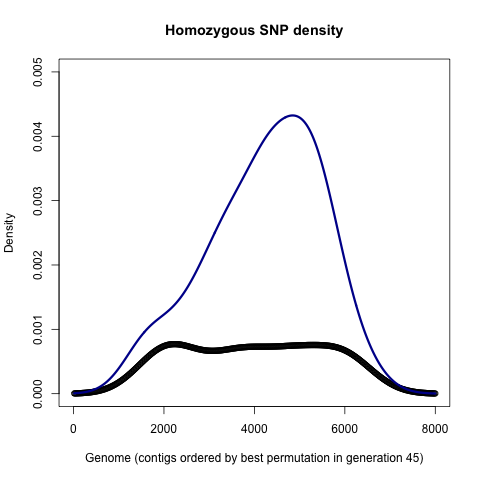 Homozygous SNP density
0.005
0.004
0.003
0.002
0.001
0.000
Density
0 2000 4000 6000 8000
Genome (contigs ordered by best permutation in generation 45)